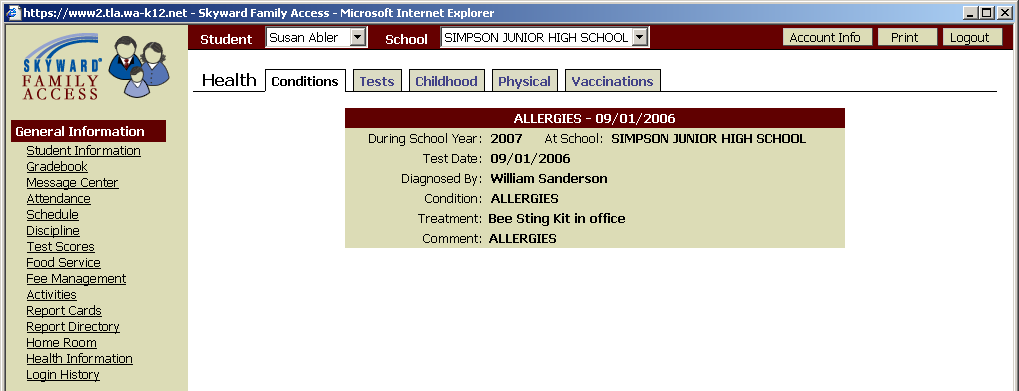 https://www2.tla.wa-k12.net - Skyward Family Access - Microsoft Internet Explorer
Student Susan Abler School SIMPSON JUNIOR HIGH SCHOOL Account Info Print Logout
SKYWARD®
FAMILY
ACCESS
Health Conditions Tests Childhood Physical Vaccinations
General Information
Student Information
Gradebook
Message Center
Attendance
Schedule
Discipline
Test Scores
Food Service
Fee Management
Activities
Report Cards
Report Directory
Home Room
Health Information
Login History
ALLERGIES - 09/01/2006
During School Year: 2007 At School: SIMPSON JUNIOR HIGH SCHOOL
Test Date: 09/01/2006
Diagnosed By: William Sanderson
Condition: ALLERGIES
Treatment: Bee Sting Kit in office
Comment: ALLERGIES